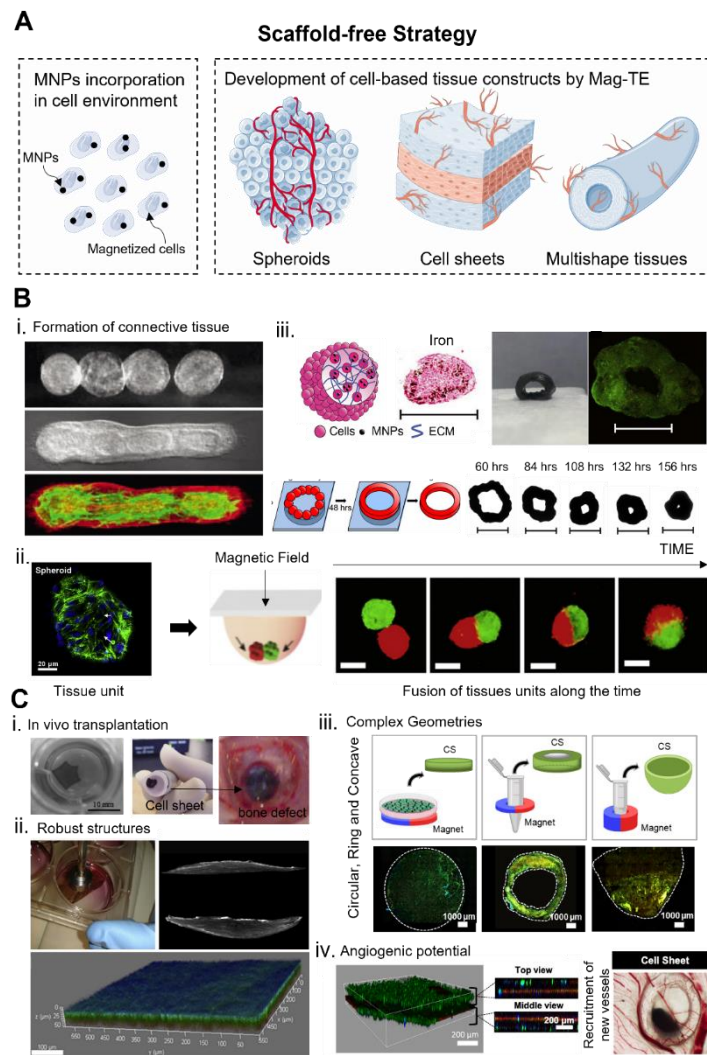 A
Scaffold-free Strategy
MNPs incorporation
in cell environment
MNPs
Magnetized cells
Development of cell-based tissue constructs by Mag-TE
Spheroids
Cell sheets
Multishape tissues
B
i. Formation of connective tissue
iii.
Iron
Cells
MNPs
ECM
48 hrs
60 hrs
84 hrs
108 hrs
132 hrs
156 hrs
TIME
ii.
Spheroid
20 µm
Tissue unit
Magnetic Field
Fusion of tissues units along the time
C
i. In vivo transplantation
10 mm
Cell sheet
bone defect
ii. Robust structures
100 µm
iii. Complex Geometries
Circular, Ring and Concave
CS
Magnet
CS
Magnet
CS
Magnet
1000 µm
1000 µm
1000 µm
iv. Angiogenic potential
200 µm
Top view
Middle view
200 µm
Recruitment of
new vessels
Cell Sheet